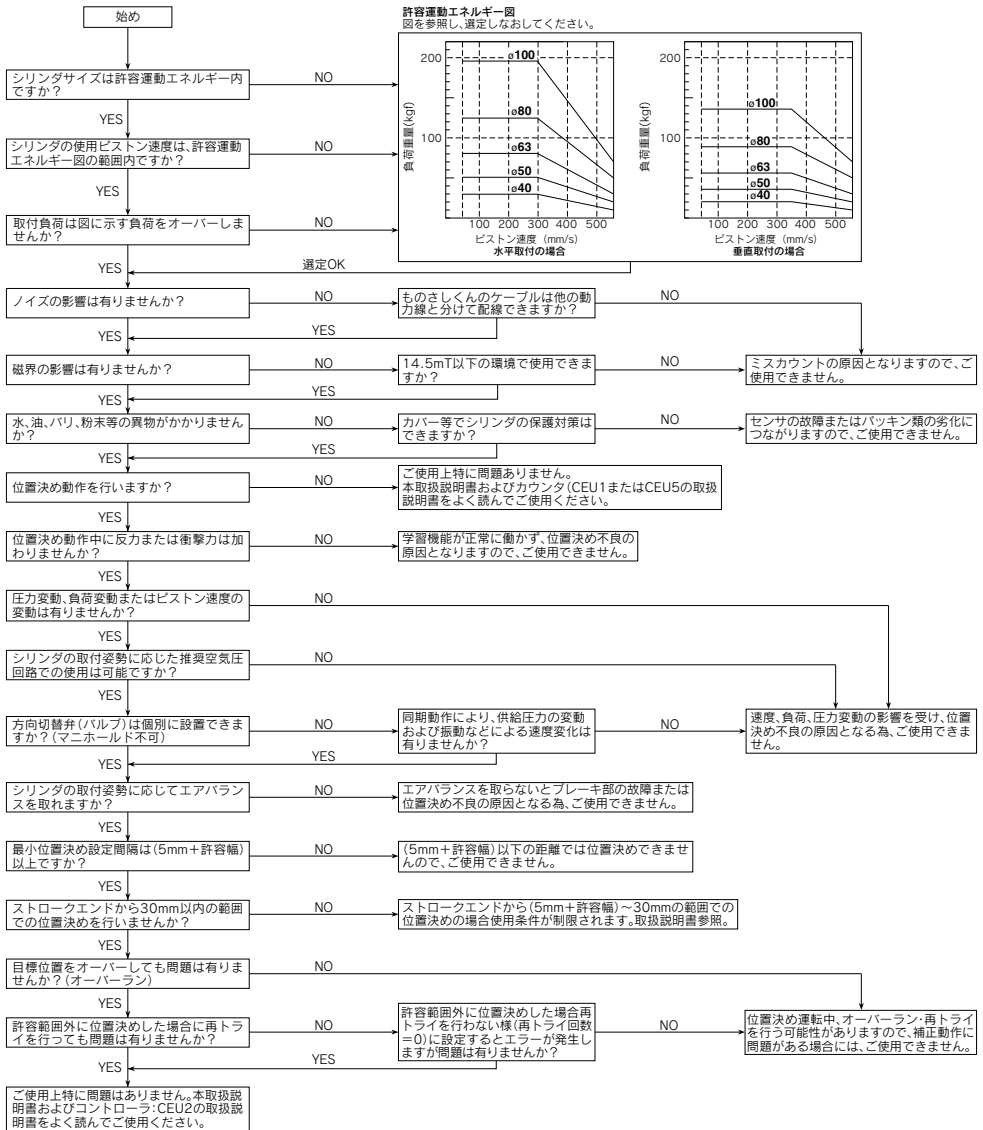 始め
許容運動エネルギー図
図を参照し、選定しなおしてください。
シリンダサイズは許容運動エネルギー内
ですか？
NO
YES
シリンダの使用ピストン速度は、許容運動
エネルギー図の範囲内ですか？
NO
YES
取付負荷は図に示す負荷をオーバーしま
せんか？
NO
YES
選定OK
負荷重量(kgf)
200
100
ø100
ø80
ø63
ø50
ø40
100 200 300 400 500
ピストン速度 (mm/s)
水平取付の場合
負荷重量(kgf)
200
100
ø100
ø80
ø63
ø50
ø40
100 200 300 400 500
ピストン速度 (mm/s)
垂直取付の場合
ノイズの影響は有りませんか？
NO
ものさしくんのケーブルは他の動
力線と分けて配線できますか？
NO
YES
YES
磁界の影響は有りませんか？
NO
14.5mT以下の環境で使用できま
すか？
NO
ミスカウントの原因となりますので、ご
使用できません。
YES
YES
水、油、バリ、粉末等の異物がかかりません
か？
NO
カバー等でシリンダの保護対策は
できますか？
NO
センサの故障またはパッキン類の劣化に
つながりますので、ご使用できません。
YES
YES
位置決め動作を行いますか？
NO
ご使用上特に問題ありません。
本取扱説明書およびカウンタ(CEU1またはCEU5の取扱
説明書をよく読んでご使用ください。
YES
位置決め動作中に反力または衝撃力は加
わりませんか？
NO
学習機能が正常に働かず、位置決め不良の
原因となりますので、ご使用できません。
YES
圧力変動、負荷変動またはピストン速度の
変動は有りませんか？
NO
YES
シリンダの取付姿勢に応じた推奨空気圧
回路での使用は可能ですか？
NO
YES
方向切替弁(バルブ)は個別に設置できま
すか？(マニホールド不可)
NO
同期動作により、供給圧力の変動
および振動などによる速度変化は
有りませんか？
NO
速度、負荷、圧力変動の影響を受け、位置
決め不良の原因となる為、ご使用できま
せん。
YES
YES
シリンダの取付姿勢に応じてエアバラン
スを取れますか？
NO
エアバランスを取らないとブレーキ部の故障または
位置決め不良の原因となる為、ご使用できません。
YES
最小位置決め設定間隔は(5mm＋許容幅)
以上ですか？
NO
(5mm＋許容幅)以下の距離では位置決めできませ
んので、ご使用できません。
YES
ストロークエンドから30mm以内の範囲
での位置決めを行いませんか？
NO
ストロークエンドから(5mm＋許容幅)～30mmの範囲での
位置決めの場合使用条件が制限されます。取扱説明書参照。
YES
目標位置をオーバーしても問題は有りま
せんか？(オーバーラン)
NO
YES
許容範囲外に位置決めした場合に再トラ
イを行っても問題は有りませんか？
NO
許容範囲外に位置決めした場合再
トライを行わない様(再トライ回数
＝0)に設定するとエラーが発生し
ますが問題は有りませんか？
NO
位置決め運転中、オーバーラン・再トライ
を行う可能性がありますので、補正動作に
問題がある場合には、ご使用できません。
YES
YES
ご使用上特に問題はありません。本取扱説
明書およびコントローラ：CEU2の取扱説
明書をよく読んでご使用ください。